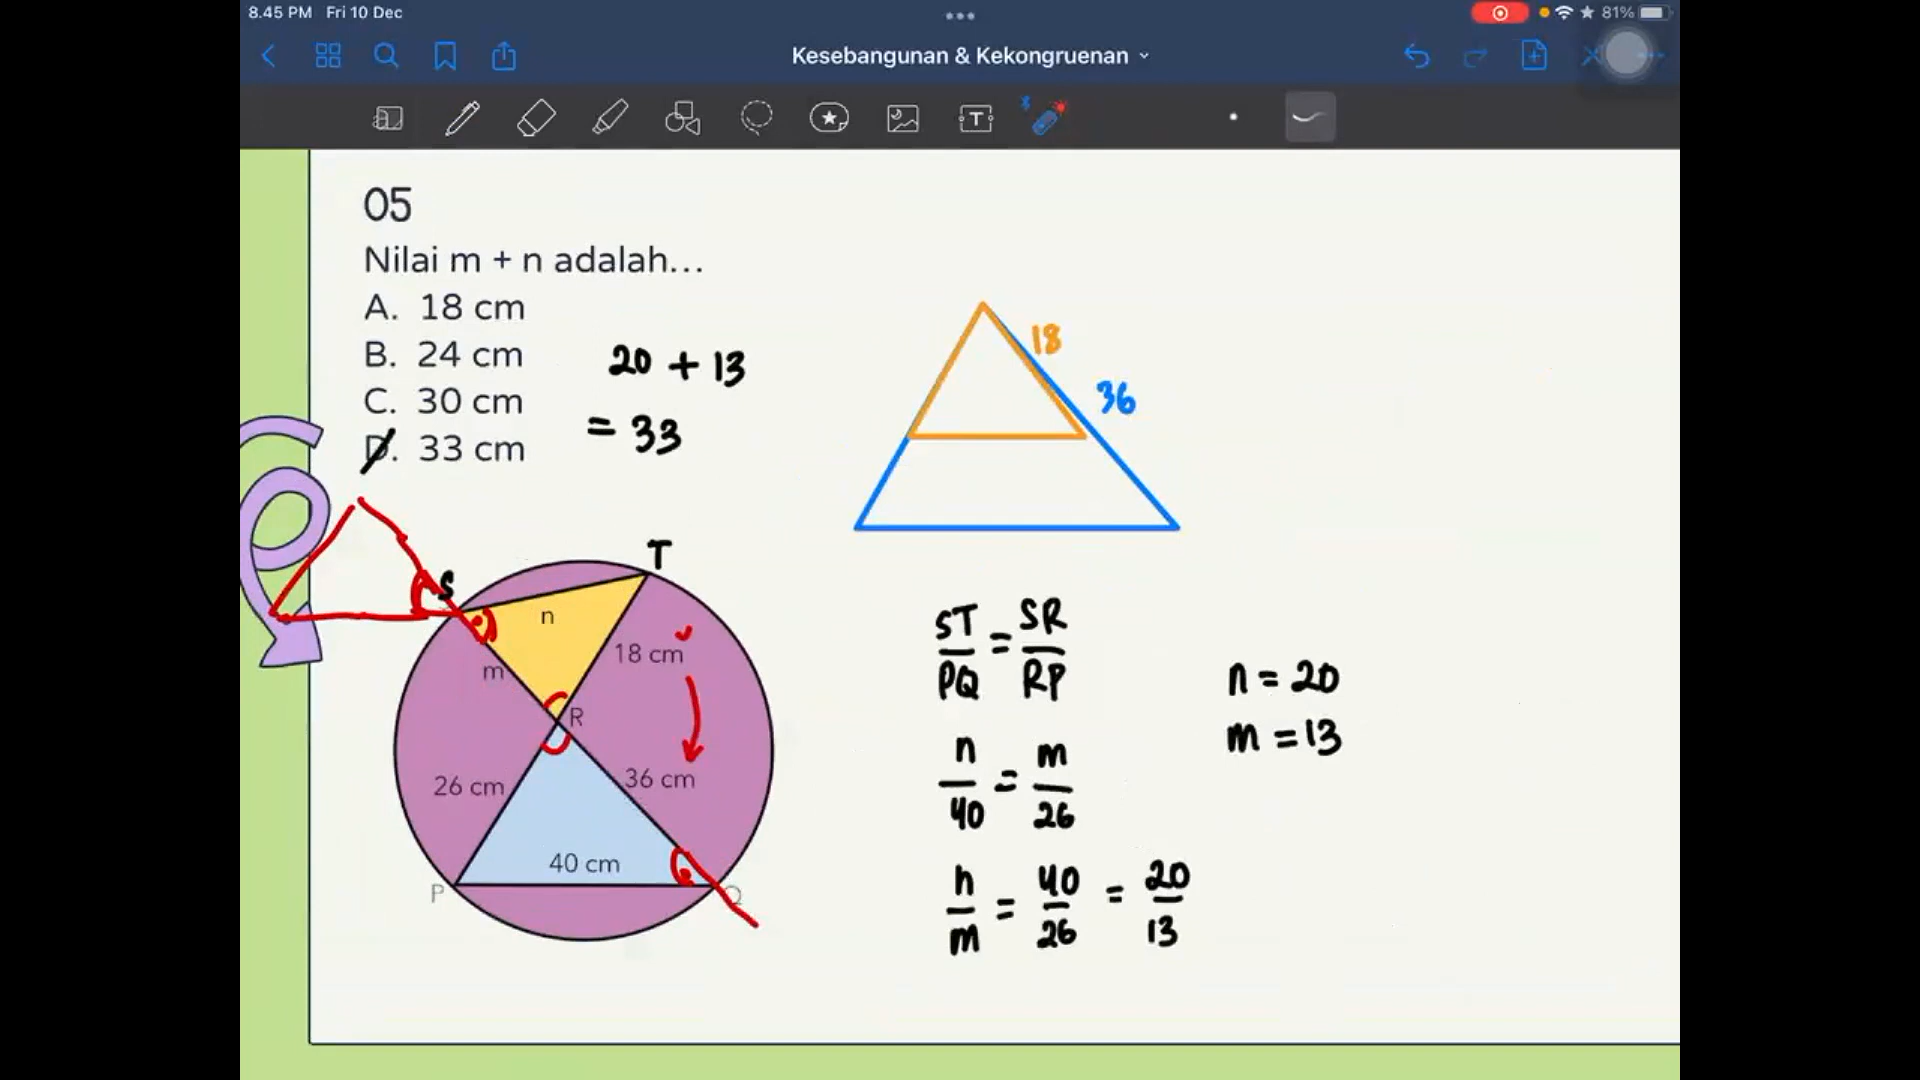 8.45 PM Fri 10 Dec
81%
Kesebangunan & Kekongruenan
05
Nilai m + n adalah...
A. 18 cm
B. 24 cm
C. 30 cm
D. 33 cm
20 + 13
= 33
18
36
T
S
n
18 cm
m
R
26 cm
36 cm
40 cm
P
Q
ST/PQ = SR/RP
n/40 = m/26
n/m = 40/26 = 20/13
n = 20
m = 13